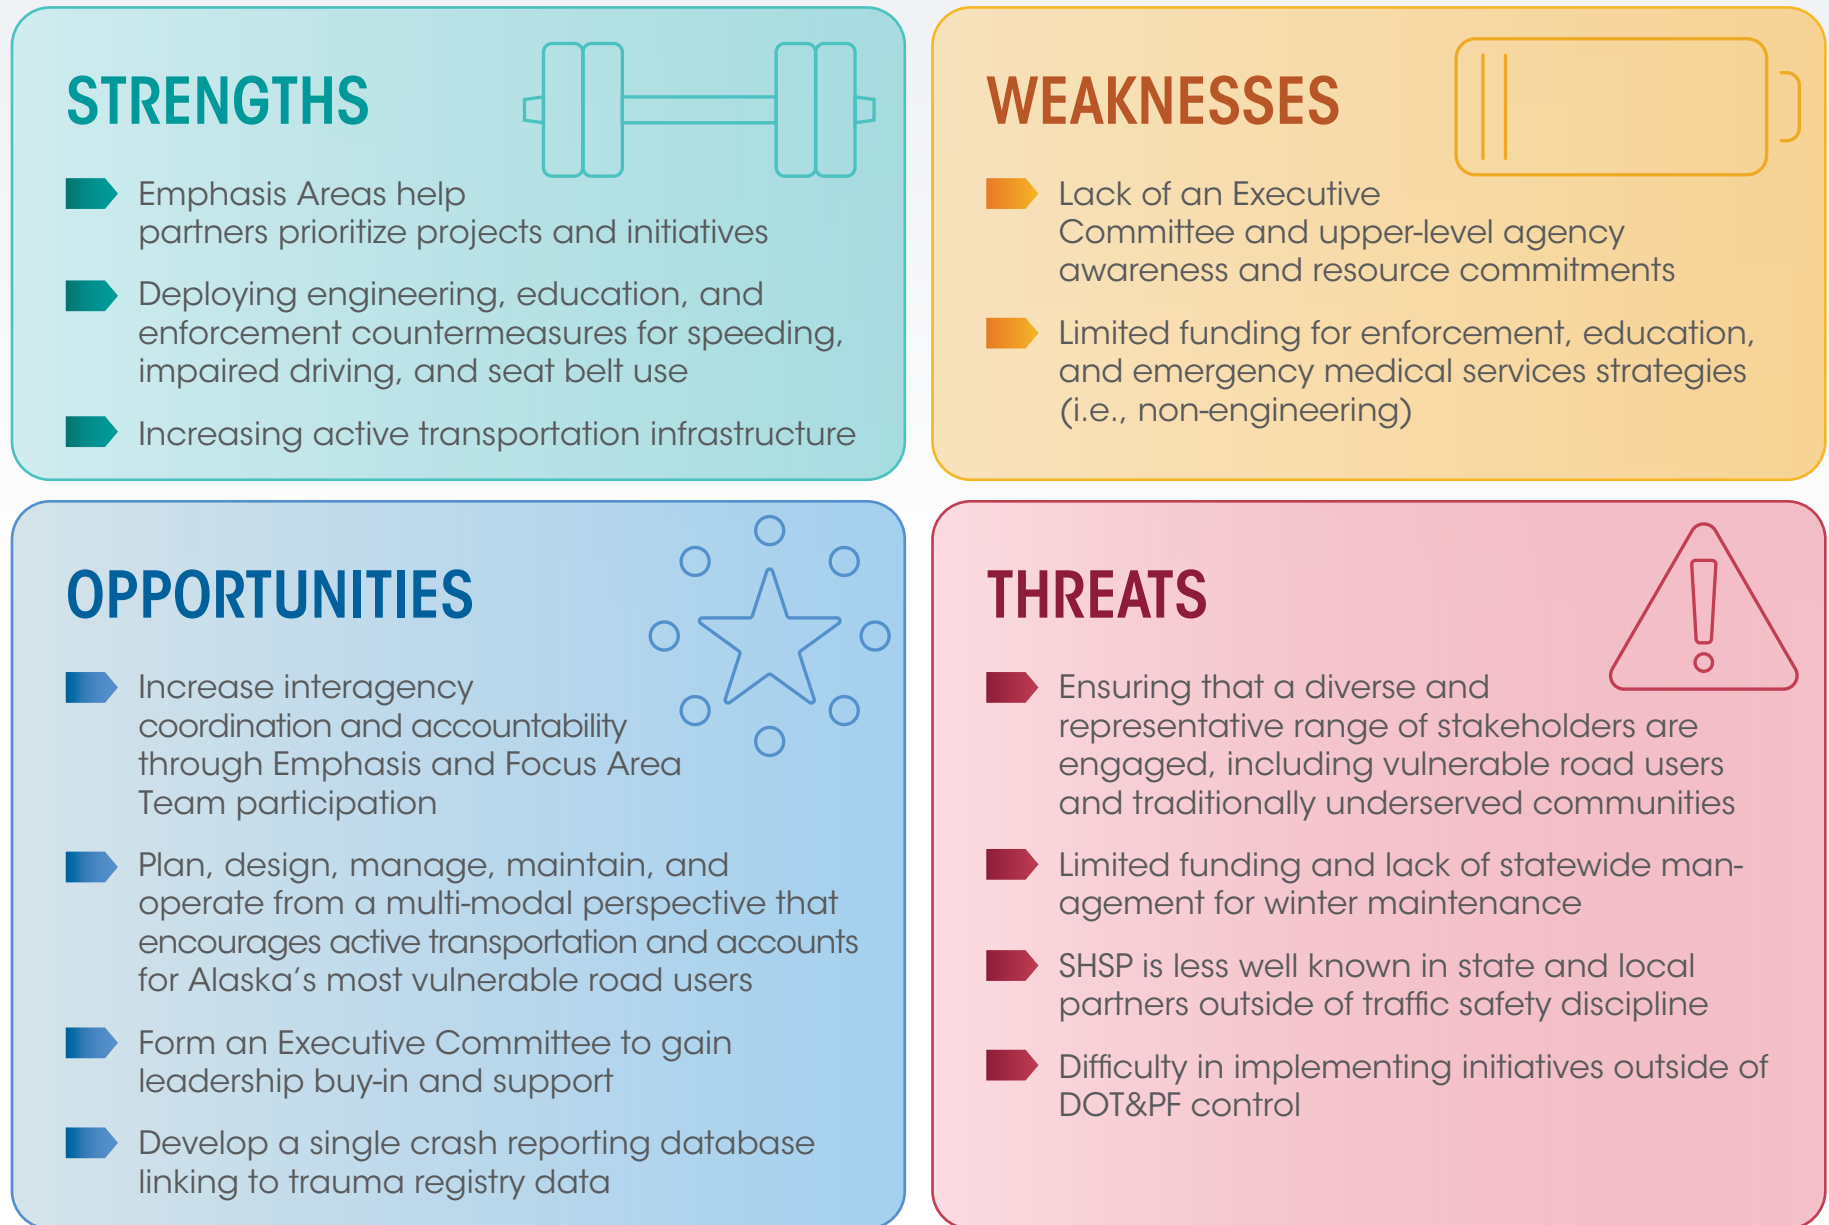 STRENGTHS
Emphasis Areas help
partners prioritize projects and initiatives
Deploying engineering, education, and
enforcement countermeasures for speeding,
impaired driving, and seat belt use
Increasing active transportation infrastructure
WEAKNESSES
Lack of an Executive
Committee and upper-level agency
awareness and resource commitments
Limited funding for enforcement, education,
and emergency medical services strategies
(i.e., non-engineering)
OPPORTUNITIES
Increase interagency
coordination and accountability
through Emphasis and Focus Area
Team participation
Plan, design, manage, maintain, and
operate from a multi-modal perspective that
encourages active transportation and accounts
for Alaska’s most vulnerable road users
Form an Executive Committee to gain
leadership buy-in and support
Develop a single crash reporting database
linking to trauma registry data
THREATS
Ensuring that a diverse and
representative range of stakeholders are
engaged, including vulnerable road users
and traditionally underserved communities
Limited funding and lack of statewide man-
agement for winter maintenance
SHSP is less well known in state and local
partners outside of traffic safety discipline
Difficulty in implementing initiatives outside of
DOT&PF control